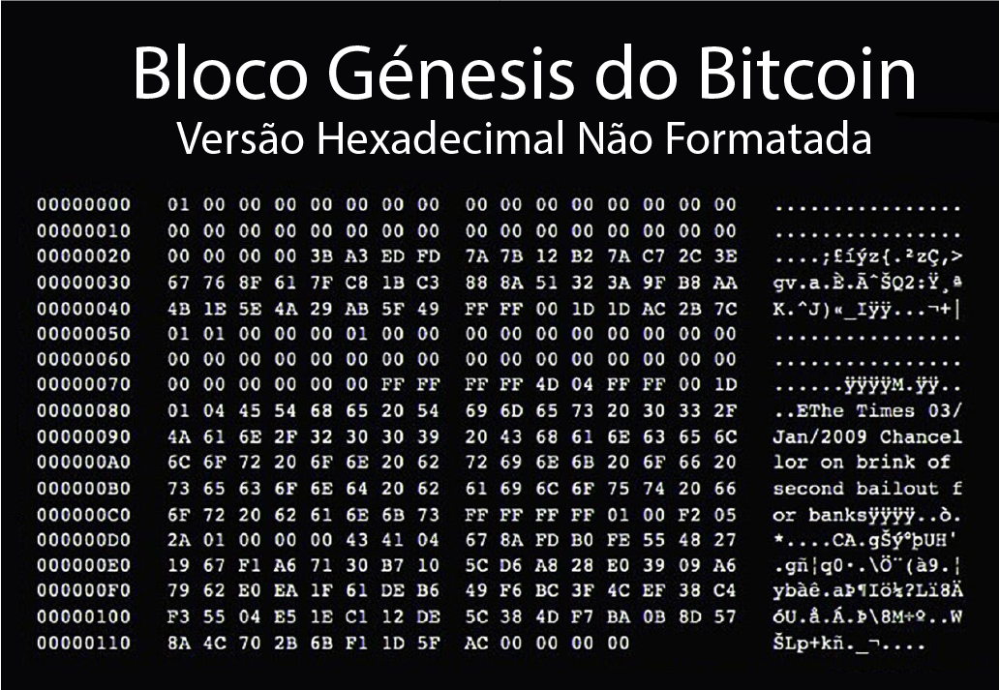 Bloco Génesis do Bitcoin
Versão Hexadecimal Não Formatada
00000000 01 00 00 00 00 00 00 00 00 00 00 00 00 00 00 00 ................
00000010 00 00 00 00 00 00 00 00 00 00 00 00 00 00 00 00 ................
00000020 00 00 00 00 3B A3 ED FD 7A 7B 12 B2 7A C7 2C 3E ....;£íýz{.²zÇ,>
00000030 67 76 8F 61 7F C8 1B C3 88 8A 51 32 3A 9F B8 AA gv.a.È.ÈˆŠQ2:Ÿ¸ª
00000040 4B 1E 5E 4A 29 AB 5F 49 FF FF 00 1D 1D AC 2B 7C K.^J)«_Iÿÿ...¬+|
00000050 01 01 00 00 00 01 00 00 00 00 00 00 00 00 00 00 ................
00000060 00 00 00 00 00 00 00 00 00 00 00 00 00 00 00 00 ................
00000070 00 00 00 00 00 00 FF FF FF FF 4D 04 FF FF 00 1D ......ÿÿÿÿM.ÿÿ..
00000080 01 04 45 54 68 65 20 54 69 6D 65 73 20 30 33 2F ..EThe Times 03/
00000090 4A 61 6E 2F 32 30 30 39 20 43 68 61 6E 63 65 6C Jan/2009 Chancel
000000A0 6C 6F 72 20 6F 6E 20 62 72 69 6E 6B 20 6F 66 20 lor on brink of
000000B0 73 65 63 6F 6E 64 20 62 61 69 6C 6F 75 74 20 66 second bailout f
000000C0 6F 72 20 62 61 6E 6B 73 FF FF FF FF 01 00 F2 05 or banksÿÿÿÿ..ò.
000000D0 2A 01 00 00 00 43 41 04 67 8A FD B0 FE 55 48 27 *....CA.gŠý°þUH'
000000E0 19 67 F1 A6 71 30 B7 10 5C D6 A8 28 E0 39 09 A6 .gñ¦q0·.\Ö¨(à9.¦
000000F0 79 62 E0 EA 1F 61 DE B6 49 F6 BC 3F 4C EF 38 C4 ybàê.aÞ¶Iö¼?Lï8Ä
00000100 F3 55 04 E5 1E C1 12 DE 5C 38 4D F7 BA 0B 8D 57 óU.å.Á.Þ\8M÷º..W
00000110 8A 4C 70 2B 6B F1 1D 5F AC 00 00 00 00 ŠLp+kñ._¬....